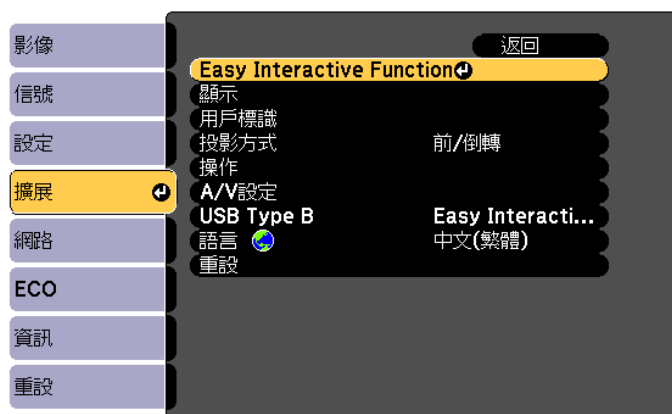 影像
信號
設定
擴展
網路
ECO
資訊
重設
返回
Easy Interactive Function
顯示
用戶標識
投影方式 前/倒轉
操作
A/V設定
USB Type B Easy Interacti...
語言 中文(繁體)
重設